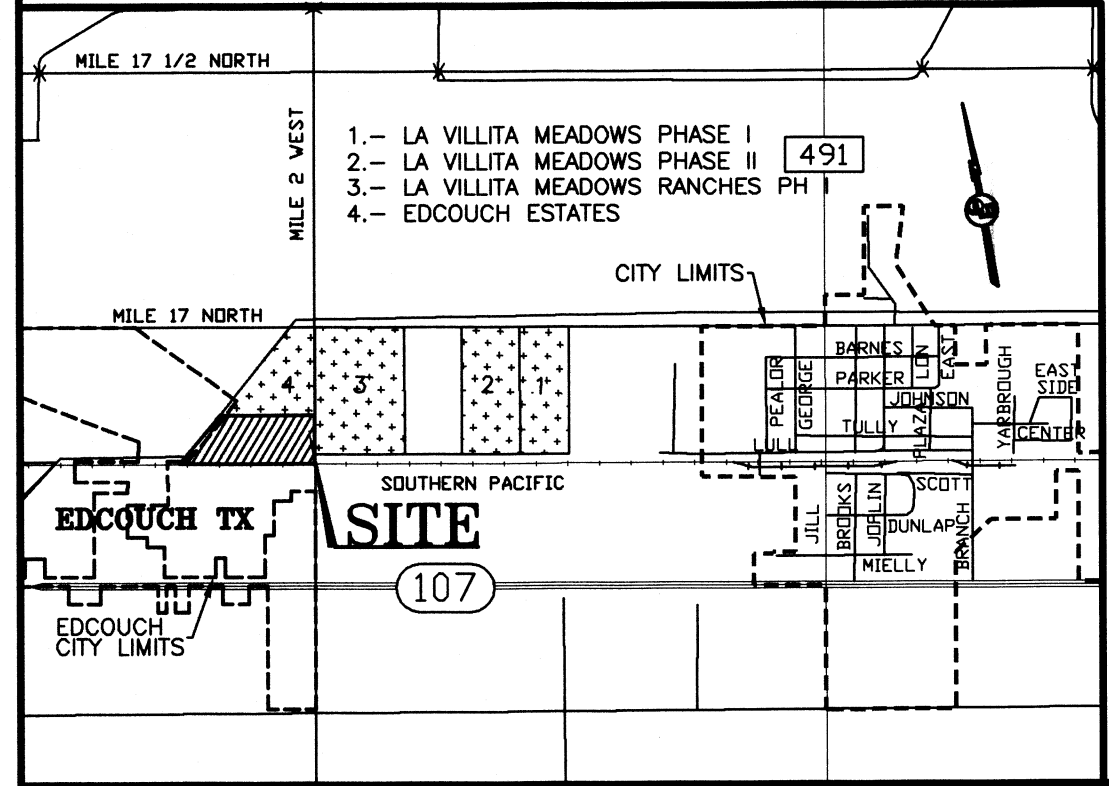 MILE 17 1/2 NORTH
MILE 2 WEST
1.- LA VILLITA MEADOWS PHASE I
2.- LA VILLITA MEADOWS PHASE II
3.- LA VILLITA MEADOWS RANCHES PH I
4.- EDCOUCH ESTATES
491
CITY LIMITS
MILE 17 NORTH
4
3
2
1
PEALOR
GEORGE
BARNES
PARKER
LON
EAST
JOHNSON
TULLY
PLAZA
YARBROUGH
EAST
SIDE
CENTER
SOUTHERN PACIFIC
SCOTT
EDCOUCH TX
SITE
JILL
BROOKS
JOPLIN
DUNLAP
BRANCH
MIELLY
107
EDCOUCH
CITY LIMITS